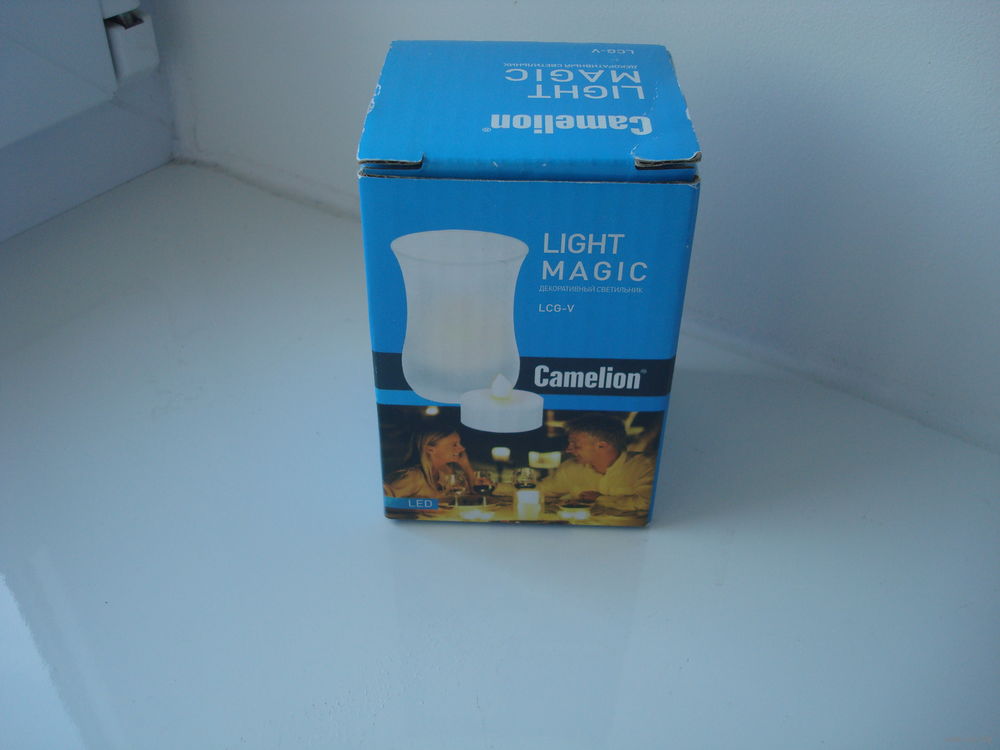 LCG-V
ДЕКОРАТИВНЫЙ СВЕТИЛЬНИК
LIGHT
MAGIC
Camelion®
LIGHT
MAGIC
ДЕКОРАТИВНЫЙ СВЕТИЛЬНИК
LCG-V
Camelion®
LED